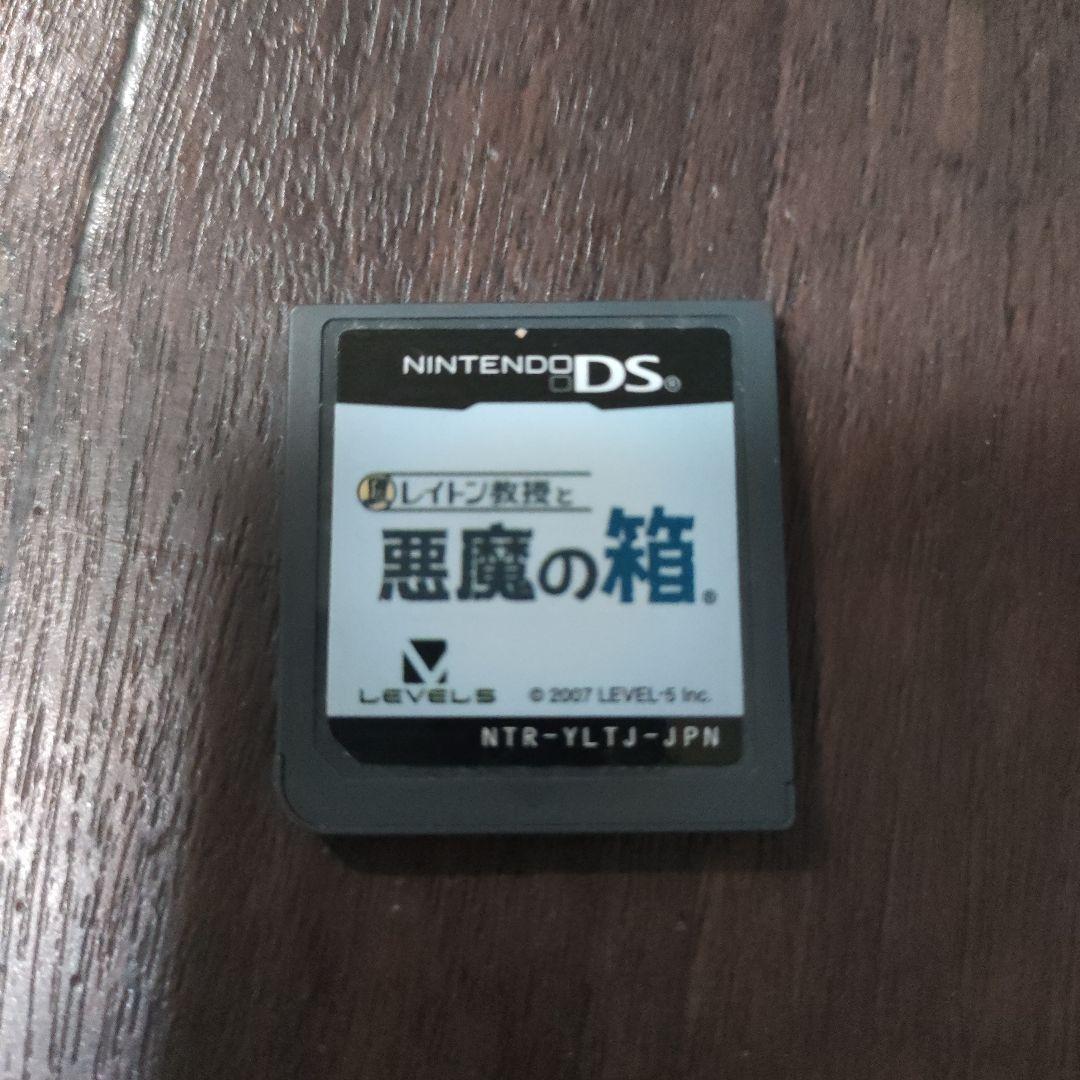 NINTENDO DS®
レイトン教授と
悪魔の箱®
LEVEL5
© 2007 LEVEL-5 Inc.
NTR-YLTJ-JPN